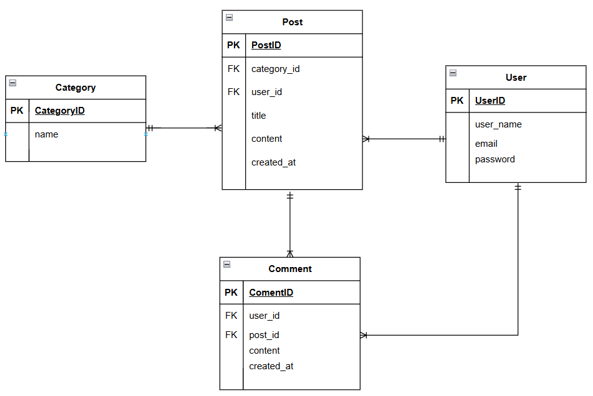 Post
PK PostID
FK category_id
FK user_id
title
content
created_at
Category
PK CategoryID
name
User
PK UserID
user_name
email
password
Comment
PK ComentID
FK user_id
FK post_id
content
created_at